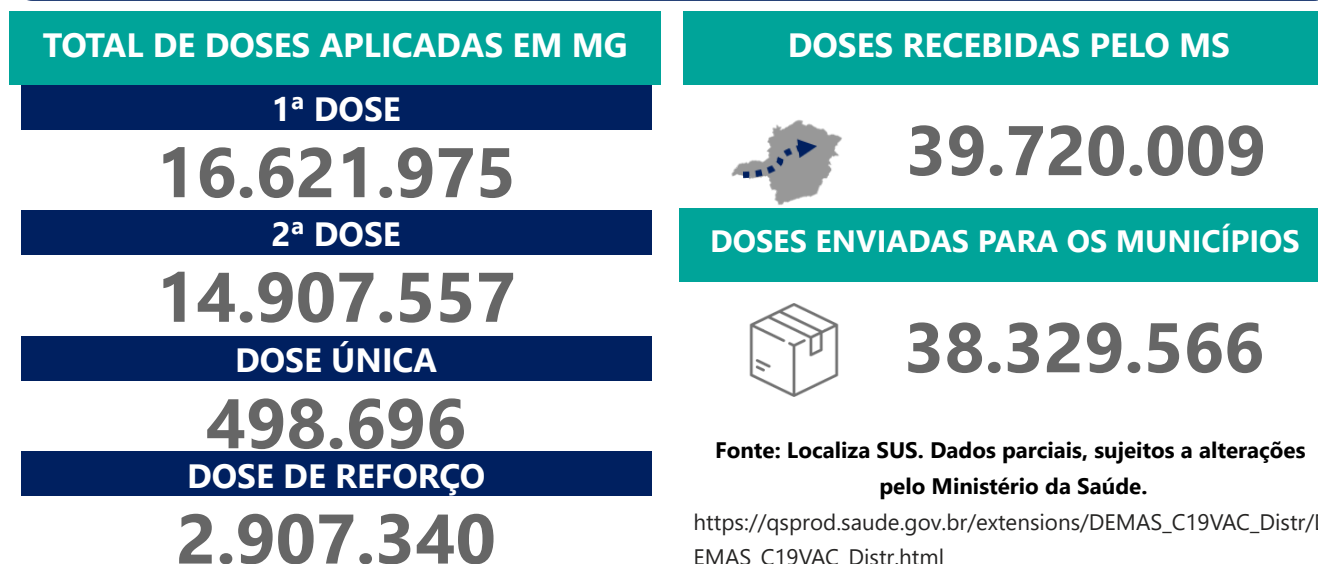 TOTAL DE DOSES APLICADAS EM MG
1ª DOSE
16.621.975
2ª DOSE
14.907.557
DOSE ÚNICA
498.696
DOSE DE REFORÇO
2.907.340
DOSES RECEBIDAS PELO MS
39.720.009
DOSES ENVIADAS PARA OS MUNICÍPIOS
38.329.566
Fonte: Localiza SUS. Dados parciais, sujeitos a alterações
pelo Ministério da Saúde.
https://qsprod.saude.gov.br/extensions/DEMAS_C19VAC_Distr/D
EMAS_C19VAC_Distr.html